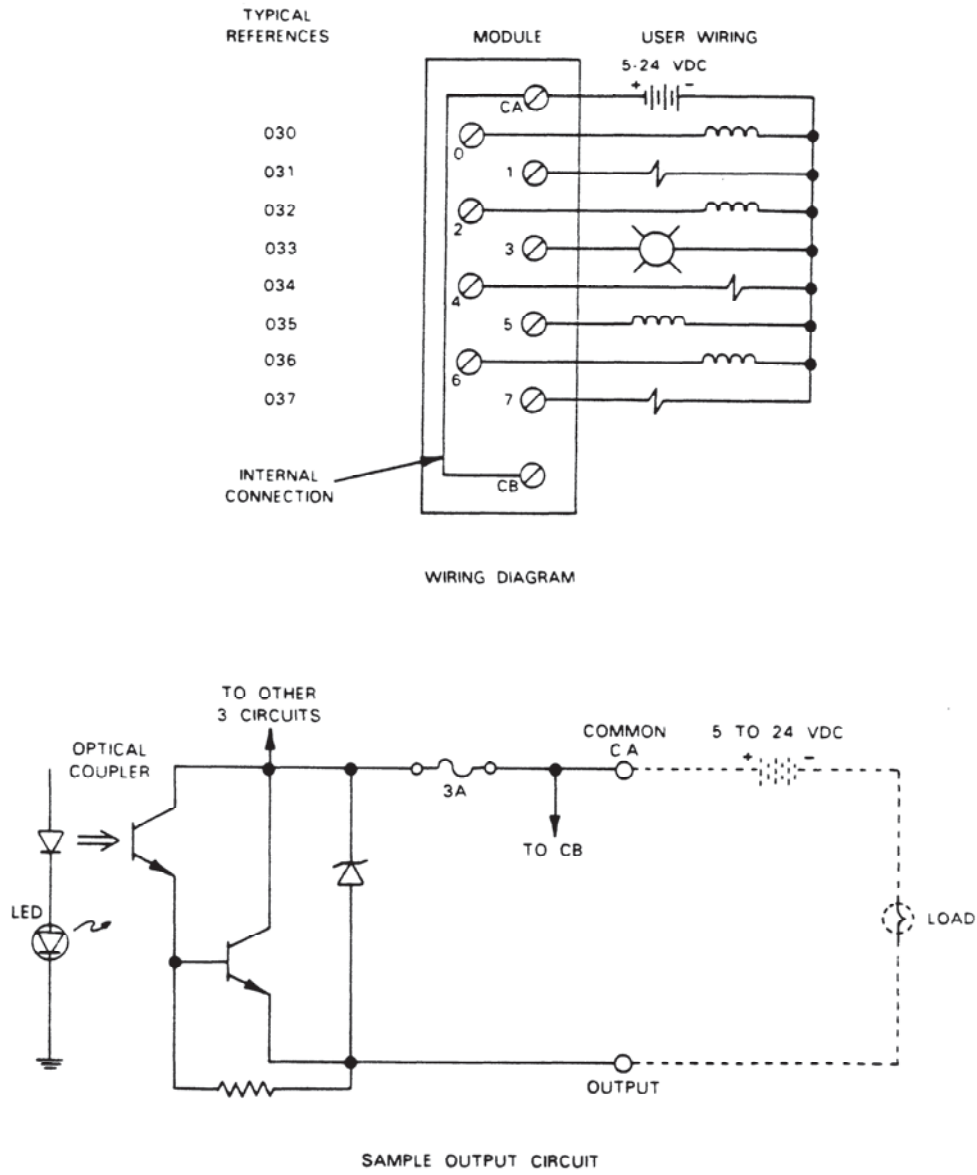 TYPICAL
REFERENCES
MODULE
USER WIRING
5-24 VDC
+ -
CA
030
0
031
1
032
2
033
3
034
4
035
5
036
6
037
7
INTERNAL
CONNECTION
CB
WIRING DIAGRAM
TO OTHER
3 CIRCUITS
OPTICAL
COUPLER
COMMON
CA
5 TO 24 VDC
+ -
3A
TO CB
LED
LOAD
OUTPUT
SAMPLE OUTPUT CIRCUIT